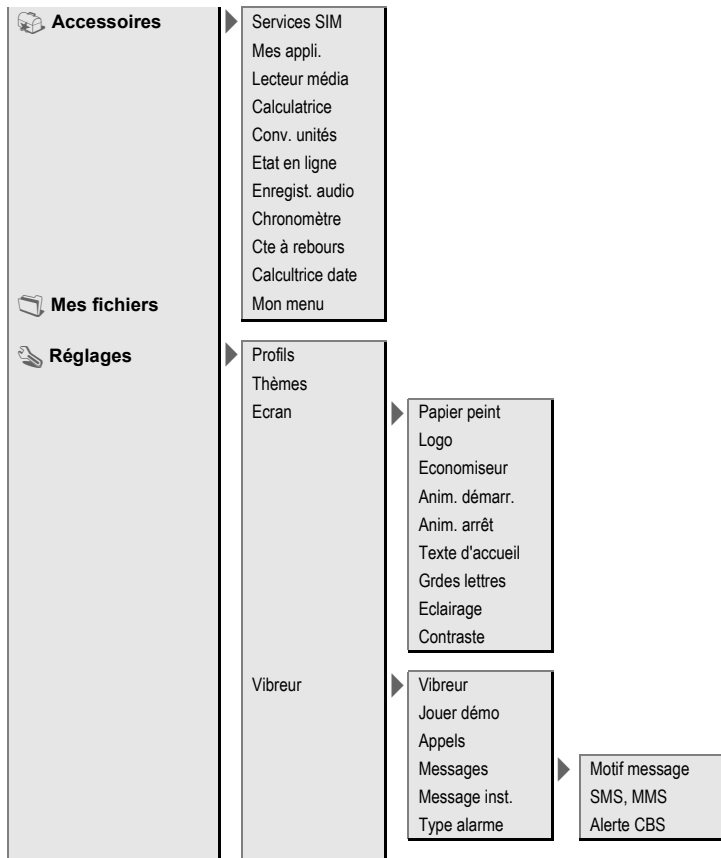 Accessoires
Services SIM
Mes appli.
Lecteur média
Calculatrice
Conv. unités
Etat en ligne
Enregist. audio
Chronomètre
Cte à rebours
Calcultrice date
Mes fichiers
Mon menu
Réglages
Profils
Thèmes
Ecran
Papier peint
Logo
Economiseur
Anim. démarr.
Anim. arrêt
Texte d'accueil
Grdes lettres
Eclairage
Contraste
Vibreur
Vibreur
Jouer démo
Appels
Messages
Motif message
Message inst.
SMS, MMS
Type alarme
Alerte CBS